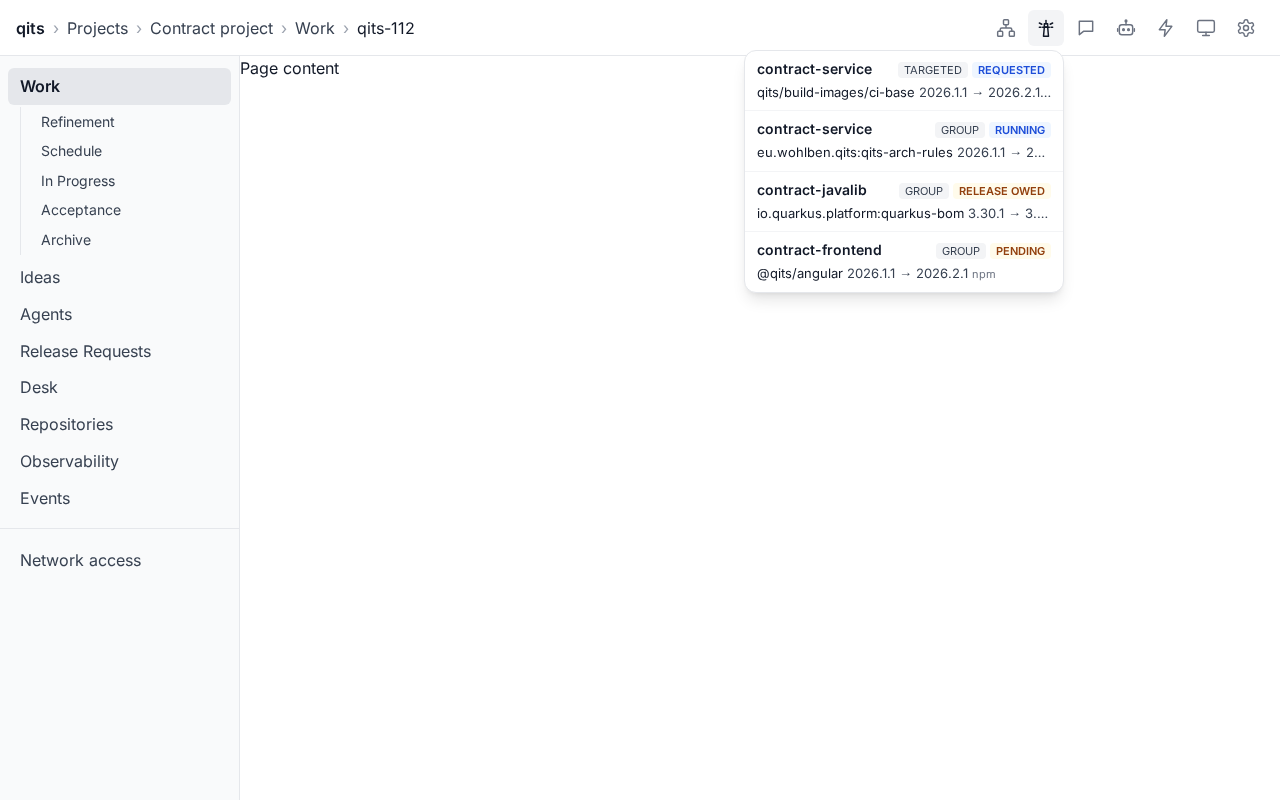 qits › Projects › Contract project › Work › qits-112
Work
Refinement
Schedule
In Progress
Acceptance
Archive
Ideas
Agents
Release Requests
Desk
Repositories
Observability
Events
Network access
Page content
contract-service TARGETED REQUESTED
qits/build-images/ci-base 2026.1.1 → 2026.2.1…
contract-service GROUP RUNNING
eu.wohlben.qits:qits-arch-rules 2026.1.1 → 2…
contract-javalib GROUP RELEASE OWED
io.quarkus.platform:quarkus-bom 3.30.1 → 3.…
contract-frontend GROUP PENDING
@qits/angular 2026.1.1 → 2026.2.1 npm